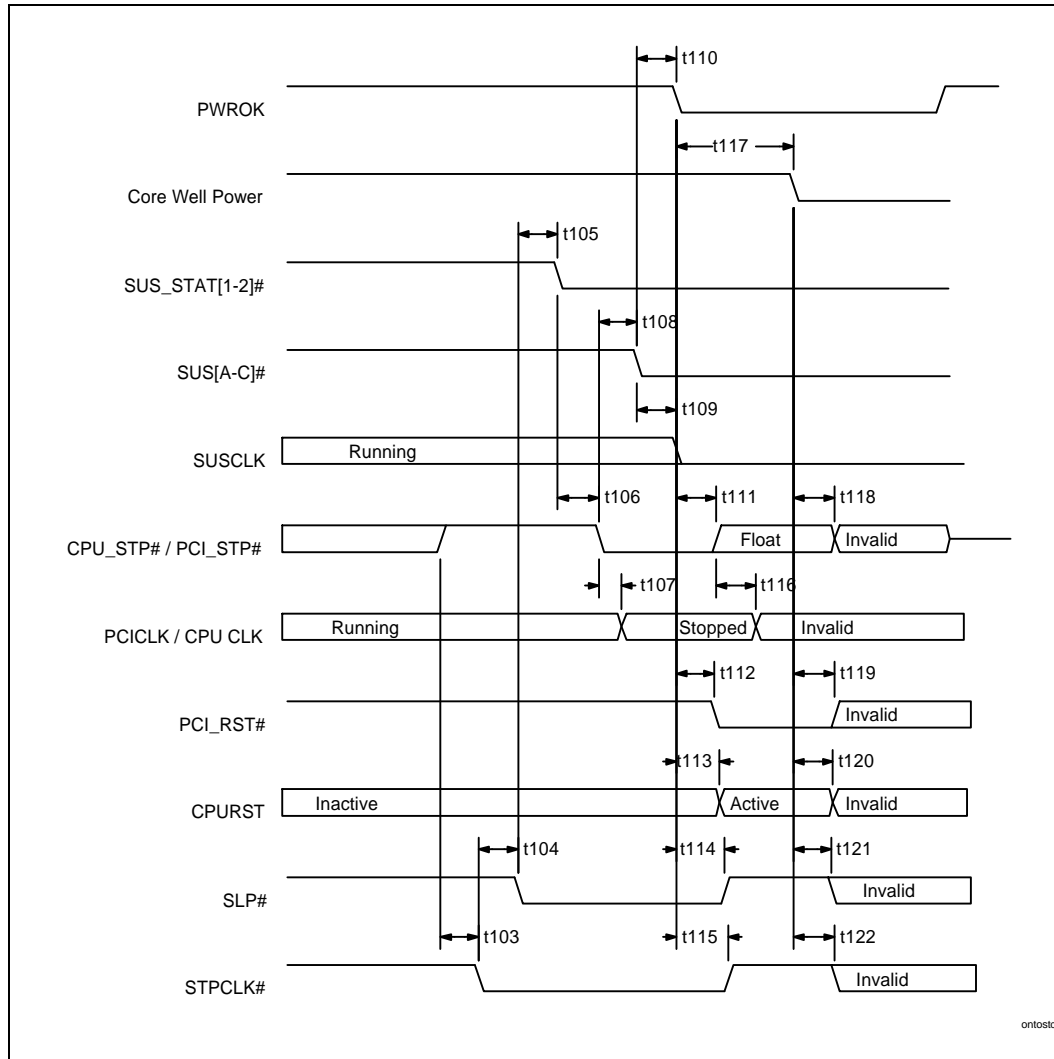 t110
PWROK
t117
Core Well Power
t105
SUS_STAT[1-2]#
t108
SUS[A-C]#
t109
SUSCLK
Running
t106
t111
t118
CPU_STP# / PCI_STP#
Float
Invalid
t107
t116
PCICLK / CPU CLK
Running
Stopped
Invalid
t112
t119
PCI_RST#
Invalid
t113
t120
CPURST
Inactive
Active
Invalid
t104
t114
t121
SLP#
Invalid
t103
t115
t122
STPCLK#
Invalid